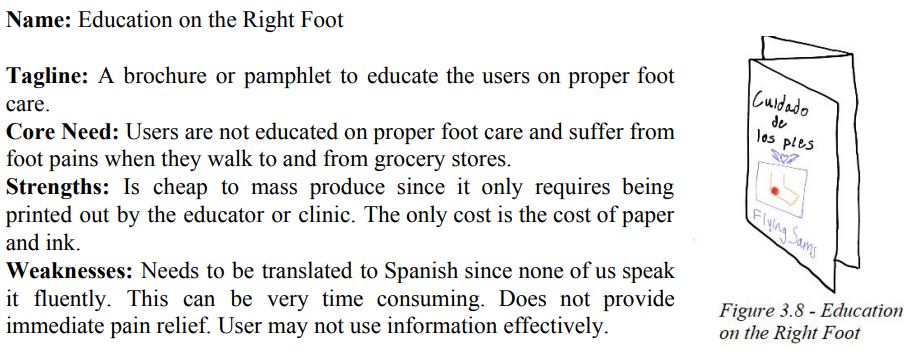 Name: Education on the Right Foot
Tagline: A brochure or pamphlet to educate the users on proper foot
care.
Core Need: Users are not educated on proper foot care and suffer from
foot pains when they walk to and from grocery stores.
Strengths: Is cheap to mass produce since it only requires being
printed out by the educator or clinic. The only cost is the cost of paper
and ink.
Weaknesses: Needs to be translated to Spanish since none of us speak
it fluently. This can be very time consuming. Does not provide
immediate pain relief. User may not use information effectively.
Cuidado
de
los pies
Flying Sams
Figure 3.8 - Education
on the Right Foot